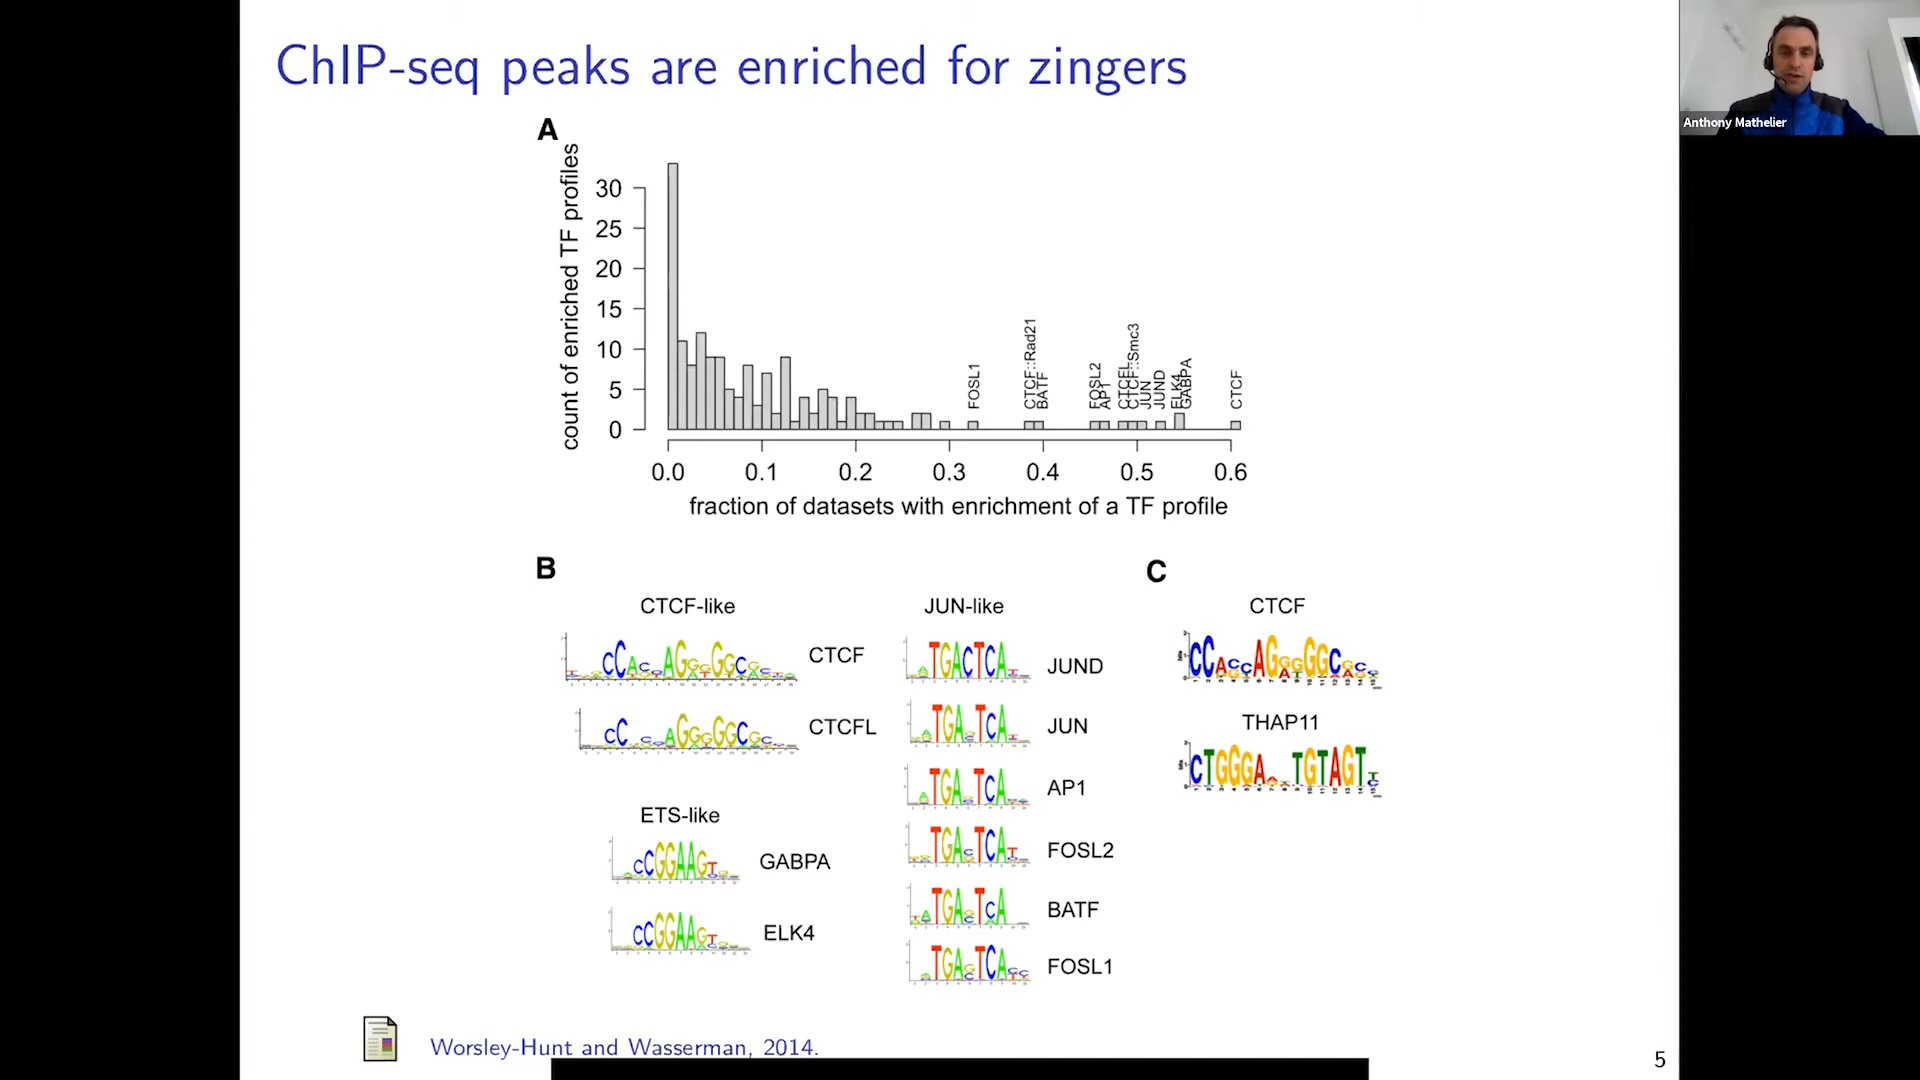 ChIP-seq peaks are enriched for zingers
Anthony Mathelier
A
count of enriched TF profiles
30
25
20
15
10
5
0
FOSL1
CTCF::Rad21
BATF
FOSL2
AP1
CTCFL
CTCF::Smc3
JUN
JUND
ELK4
GABPA
CTCF
0.0 0.1 0.2 0.3 0.4 0.5 0.6
fraction of datasets with enrichment of a TF profile
B
CTCF-like
CTCF
CTCFL
ETS-like
GABPA
ELK4
JUN-like
JUND
JUN
AP1
FOSL2
BATF
FOSL1
C
CTCF
THAP11
Worsley-Hunt and Wasserman, 2014.
5